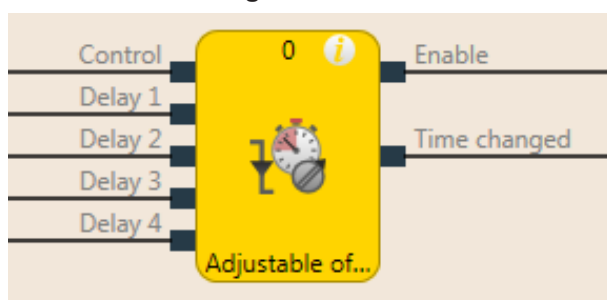 Control
Delay 1
Delay 2
Delay 3
Delay 4
0 i
Adjustable of...
Enable
Time changed